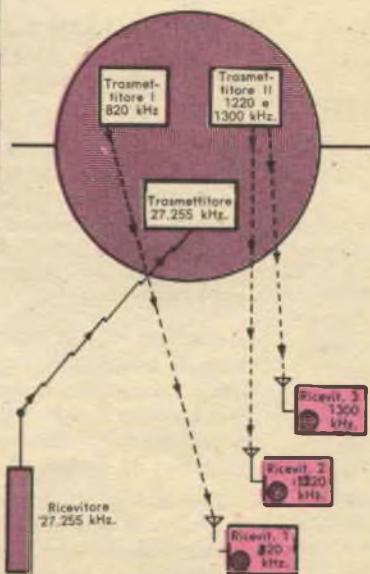 Trasmet-
titore I
820 kHz
Trasmet-
titore II
1220 e
1300 kHz.
Trasmettitore
27.255 kHz.
Ricevit. 3
1300
kHz.
Ricevit. 2
1220
kHz.
Ricevitore
27.255 kHz.
Ricevit. 1
820
kHz.